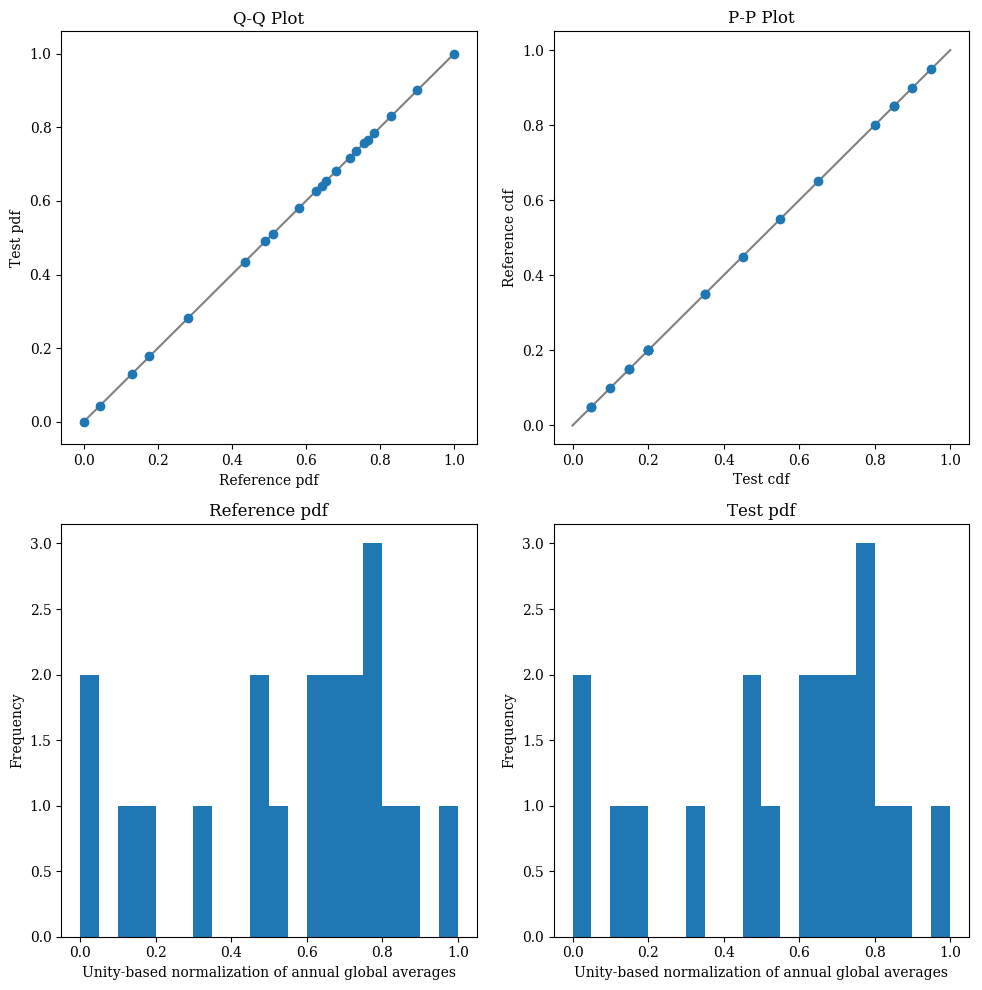 Q-Q Plot
1.0
0.8
0.6
0.4
0.2
0.0
Test pdf
0.0 0.2 0.4 0.6 0.8 1.0
Reference pdf
P-P Plot
1.0
0.8
0.6
0.4
0.2
0.0
Reference cdf
0.0 0.2 0.4 0.6 0.8 1.0
Test cdf
Reference pdf
3.0
2.5
2.0
1.5
1.0
0.5
0.0
Frequency
0.0 0.2 0.4 0.6 0.8 1.0
Unity-based normalization of annual global averages
Test pdf
3.0
2.5
2.0
1.5
1.0
0.5
0.0
Frequency
0.0 0.2 0.4 0.6 0.8 1.0
Unity-based normalization of annual global averages